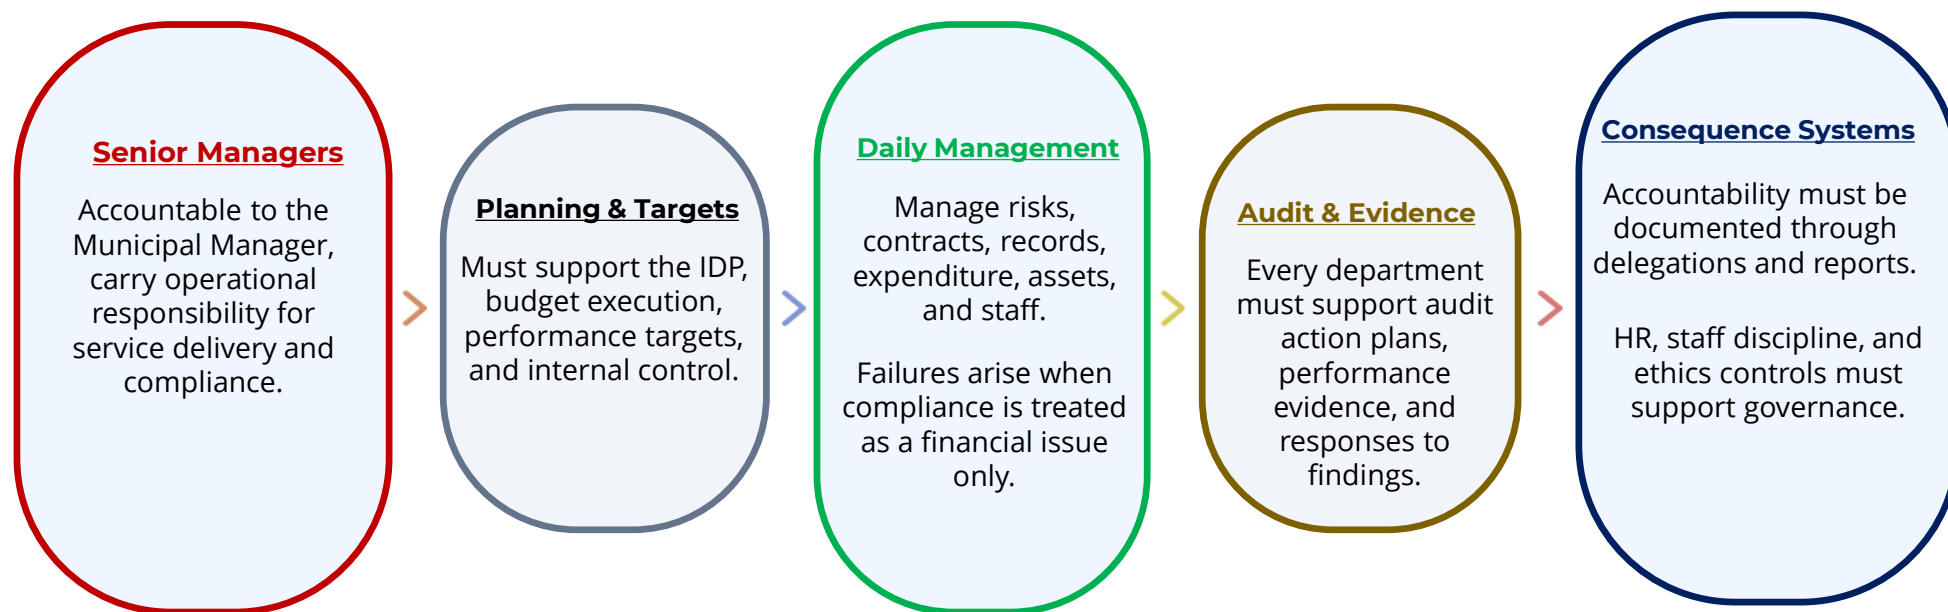 Senior Managers
Accountable to the
Municipal Manager,
carry operational
responsibility for
service delivery and
compliance.
Planning & Targets
Must support the IDP,
budget execution,
performance targets,
and internal control.
Daily Management
Manage risks,
contracts, records,
expenditure, assets,
and staff.
Failures arise when
compliance is treated
as a financial issue
only.
Audit & Evidence
Every department
must support audit
action plans,
performance
evidence, and
responses to
findings.
Consequence Systems
Accountability must be
documented through
delegations and reports.
HR, staff discipline, and
ethics controls must
support governance.